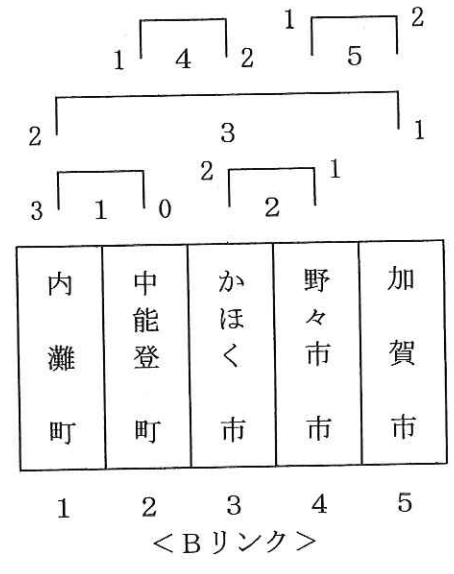 1 2
1 4 2 5
2 3 1
2 1
3 1 0 2
内灘町
中能登町
かほく市
野々市市
加賀市
1 2 3 4 5
＜Bリンク＞